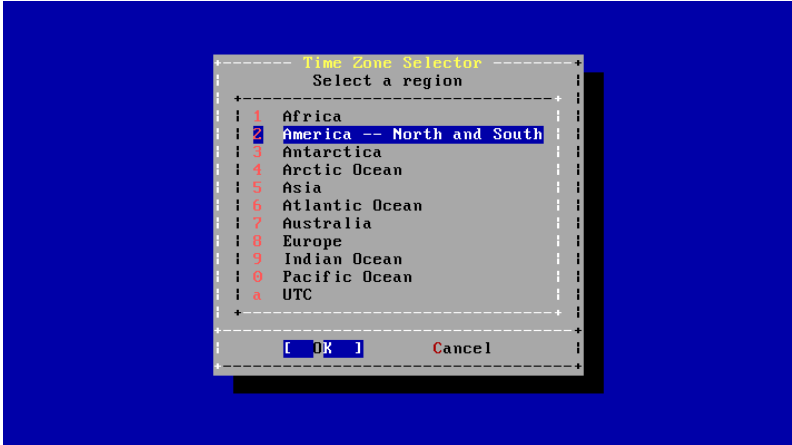 Time Zone Selector
Select a region
1 Africa
2 America -- North and South
3 Antarctica
4 Arctic Ocean
5 Asia
6 Atlantic Ocean
7 Australia
8 Europe
9 Indian Ocean
0 Pacific Ocean
a UTC
[ OK ] Cancel